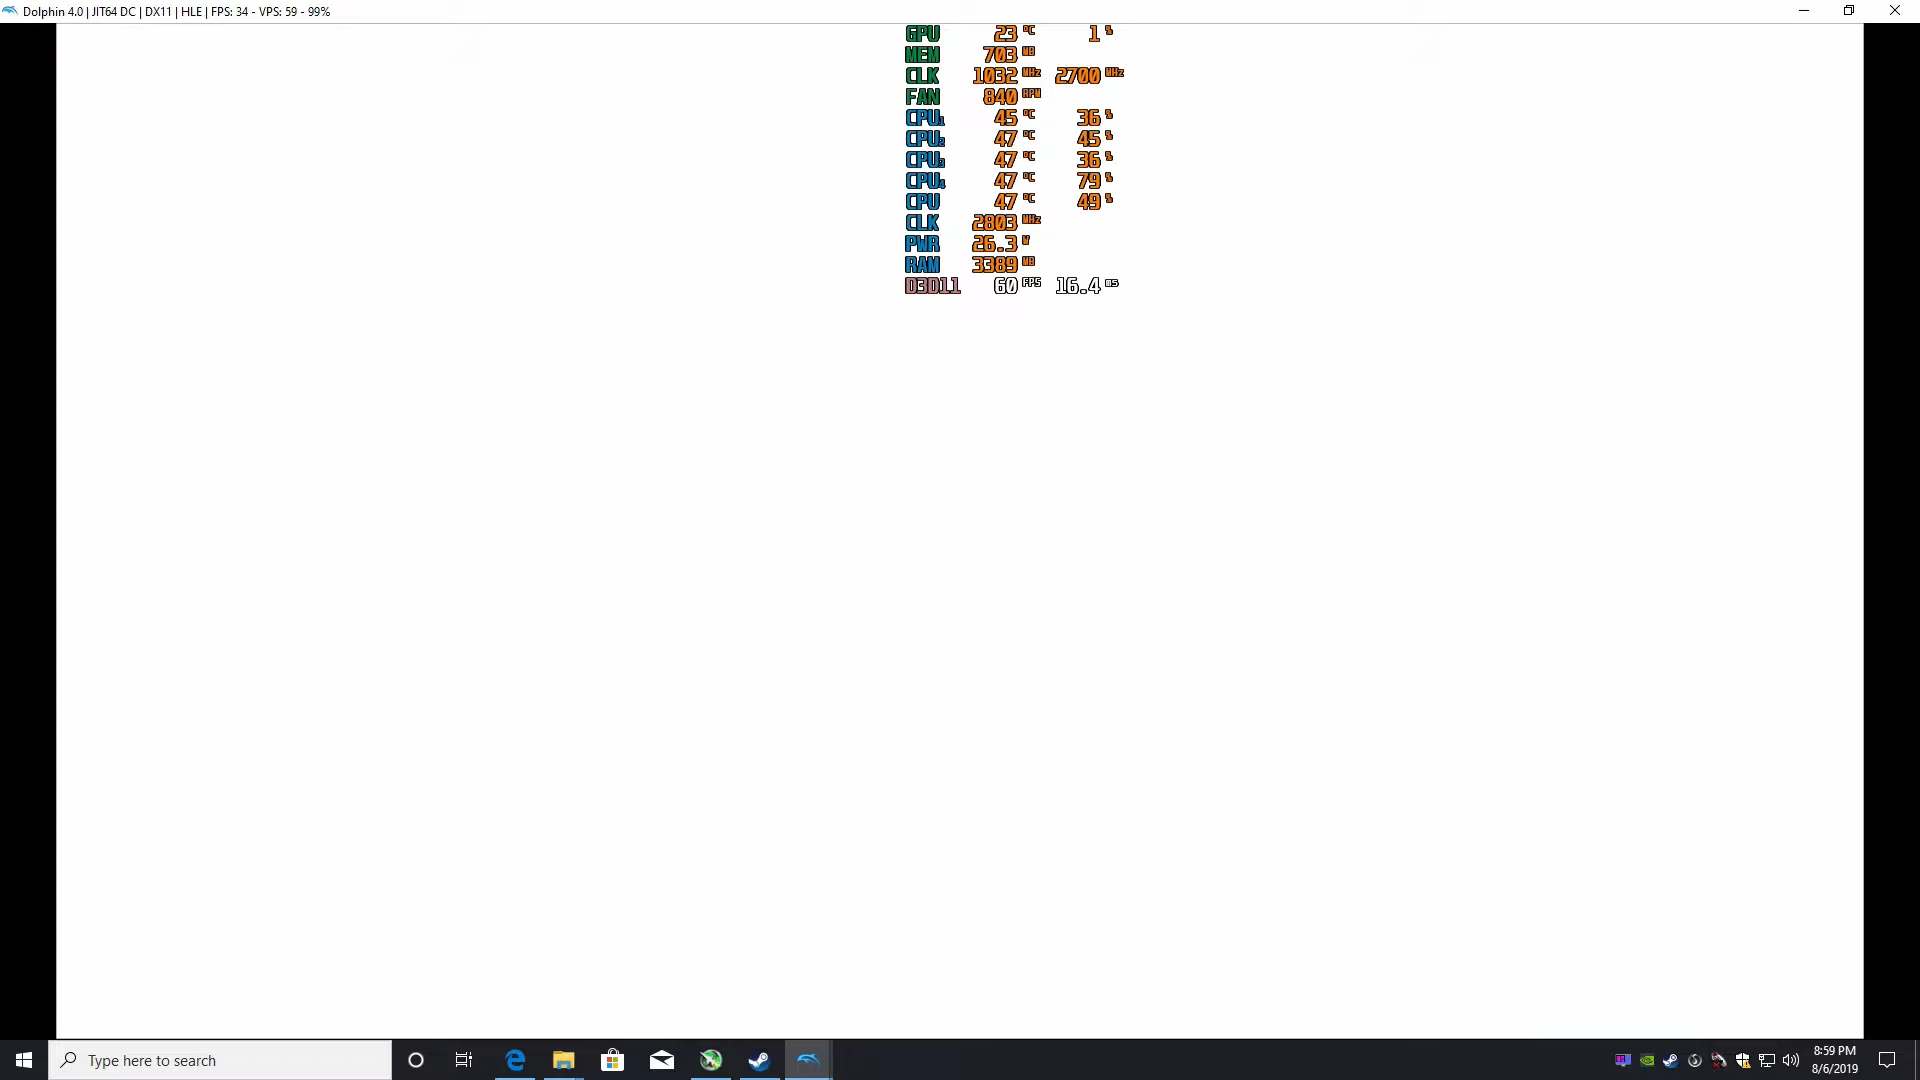 Dolphin 4.0 | JIT64 DC | DX11 | HLE | FPS: 34 - VPS: 59 - 99%
GPU 23 °C 1 %
MEM 703 MB
CLK 1032 MHz 2700 MHz
FAN 840 RPM
CPU1 45 °C 36 %
CPU2 47 °C 45 %
CPU3 47 °C 36 %
CPU4 47 °C 79 %
CPU 47 °C 49 %
CLK 2803 MHz
PWR 26.3 W
RAM 3389 MB
D3D11 60 FPS 16.4 ms
Type here to search
8:59 PM
8/6/2019